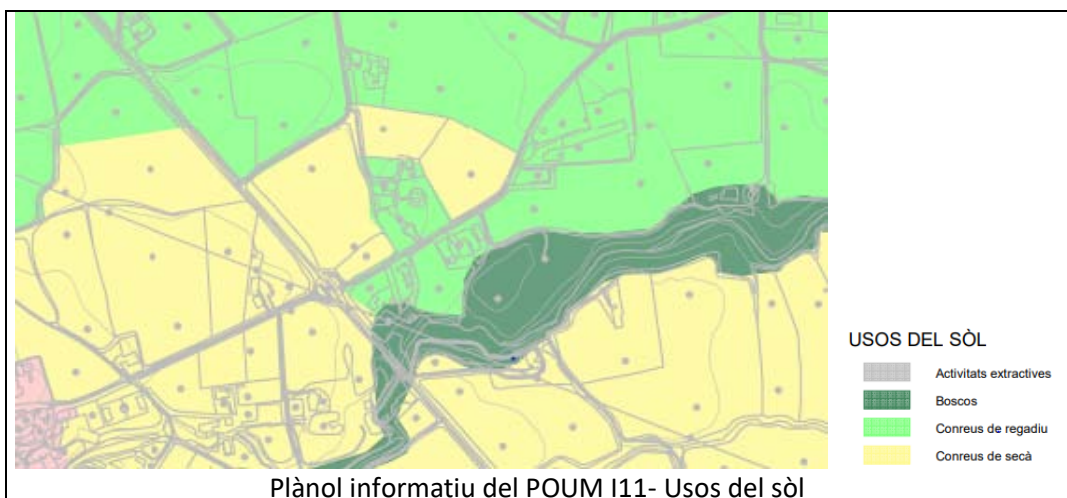 USOS DEL SÒL
Activitats extractives
Boscos
Conreus de regadiu
Conreus de secà
Plànol informatiu del POUM I11- Usos del sòl